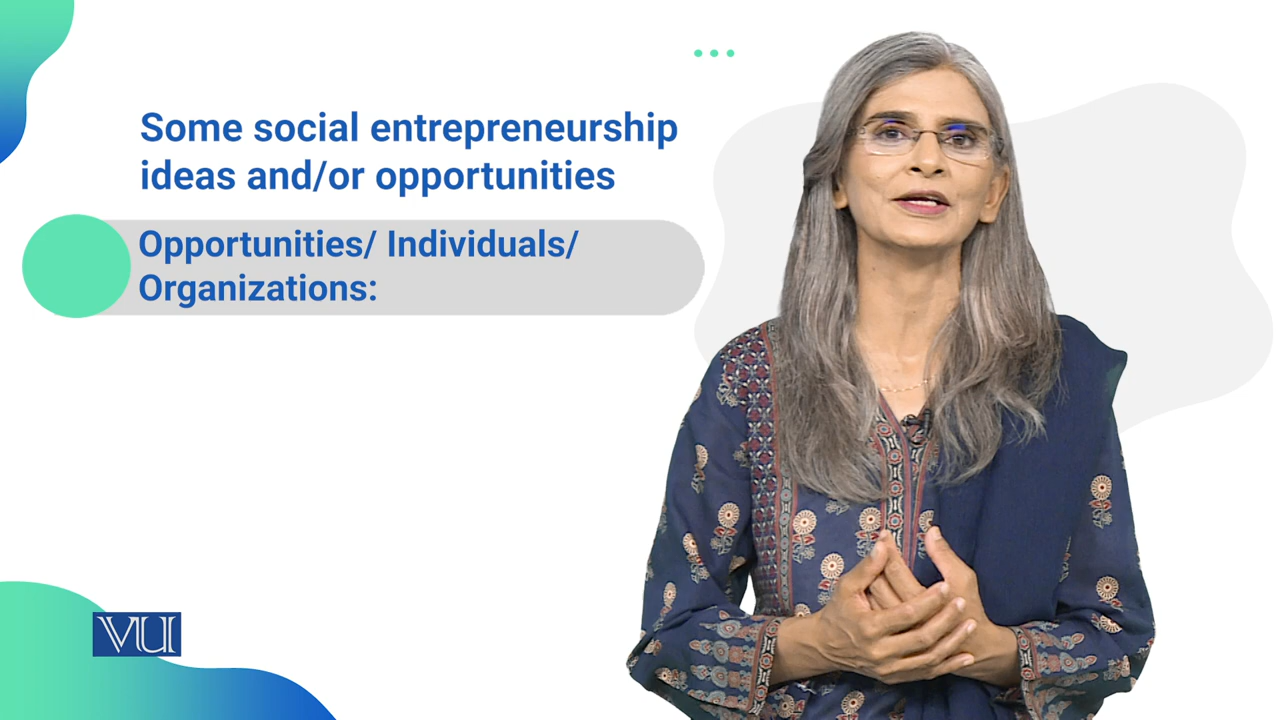 Some social entrepreneurship
ideas and/or opportunities
Opportunities/ Individuals/
Organizations:
VU